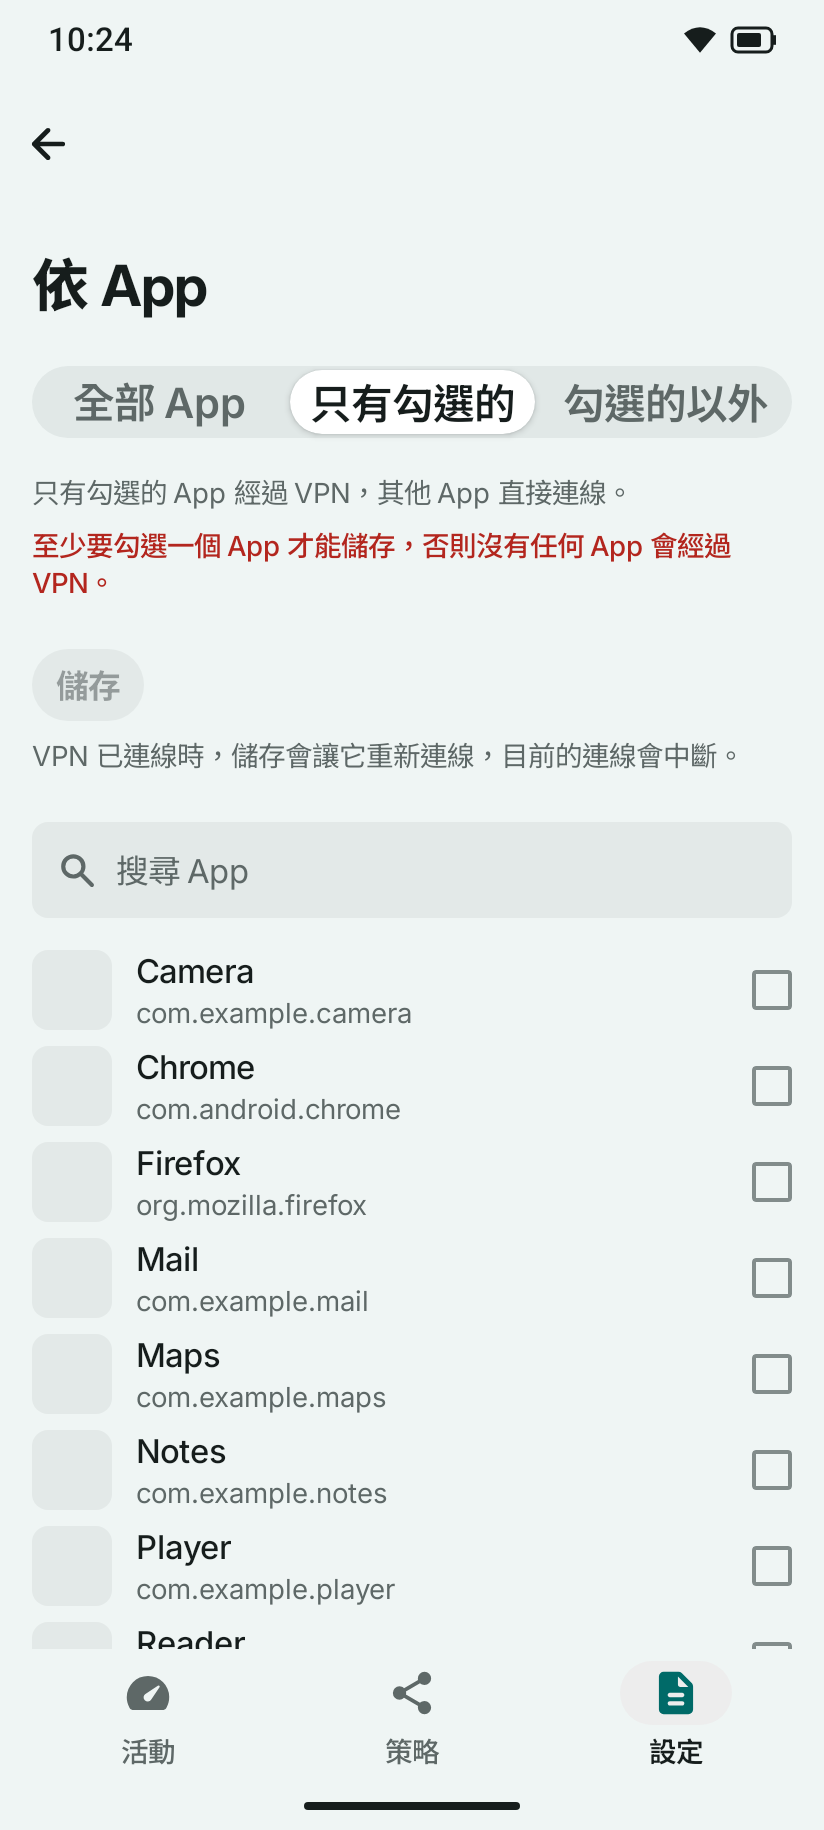 10:24
依 App
全部 App
只有勾選的
勾選的以外
只有勾選的 App 經過 VPN，其他 App 直接連線。
至少要勾選一個 App 才能儲存，否則沒有任何 App 會經過
VPN。
儲存
VPN 已連線時，儲存會讓它重新連線，目前的連線會中斷。
搜尋 App
Camera
com.example.camera
Chrome
com.android.chrome
Firefox
org.mozilla.firefox
Mail
com.example.mail
Maps
com.example.maps
Notes
com.example.notes
Player
com.example.player
Reader
活動
策略
設定